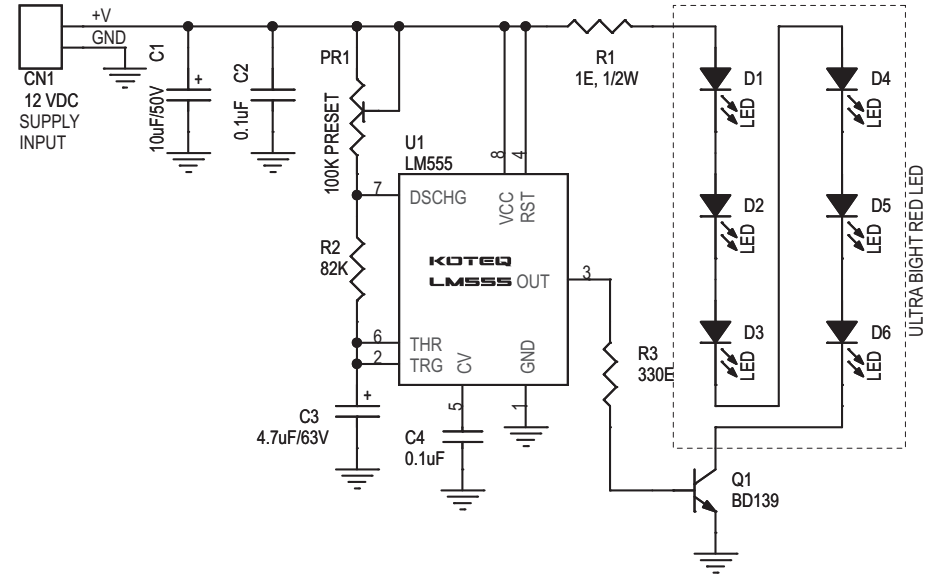 +V
GND
CN1
12 VDC
SUPPLY
INPUT
C1
10uF/50V
+
C2
0.1uF
PR1
100K PRESET
R1
1E, 1/2W
U1
LM555
8
4
7
DSCHG
VCC
RST
R2
82K
KOTEQ
LM555
OUT
3
6
THR
2
TRG
CV
GND
5
1
+
C3
4.7uF/63V
C4
0.1uF
R3
330E
D1
LED
D2
LED
D3
LED
D4
LED
D5
LED
D6
LED
ULTRA BIGHT RED LED
Q1
BD139